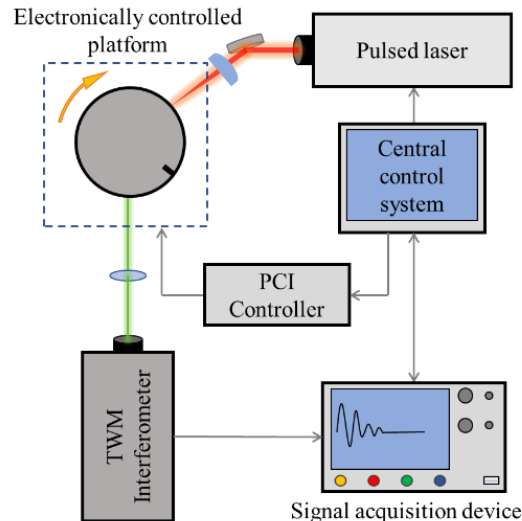 Electronically controlled
platform
Pulsed laser
Central
control
system
PCI
Controller
TWM
Interferometer
Signal acquisition device